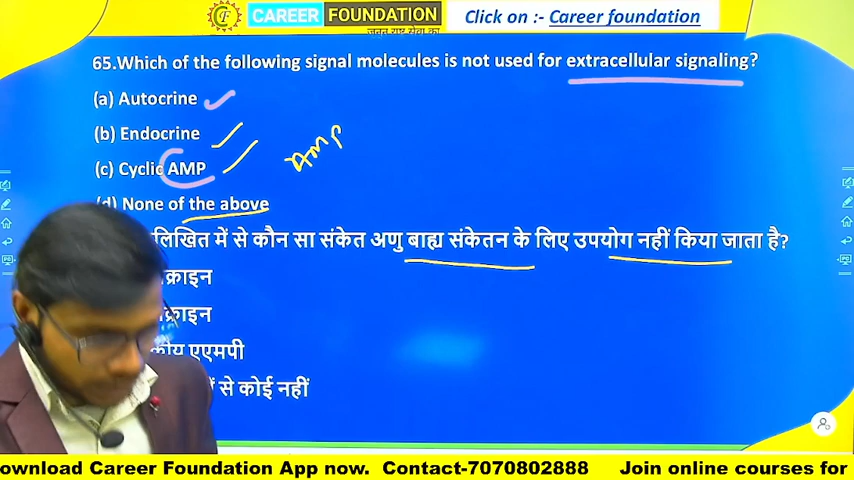 CAREER FOUNDATION
Click on :- Career foundation
65.Which of the following signal molecules is not used for extracellular signaling?
(a) Autocrine
(b) Endocrine
AMP
(c) Cyclic AMP
(d) None of the above
लिखित में से कौन सा संकेत अणु बाह्य संकेतन के लिए उपयोग नहीं किया जाता है?
क्राइन
क्राइन
एएमपी
से कोई नहीं
ownload Career Foundation App now. Contact-7070802888 Join online courses for